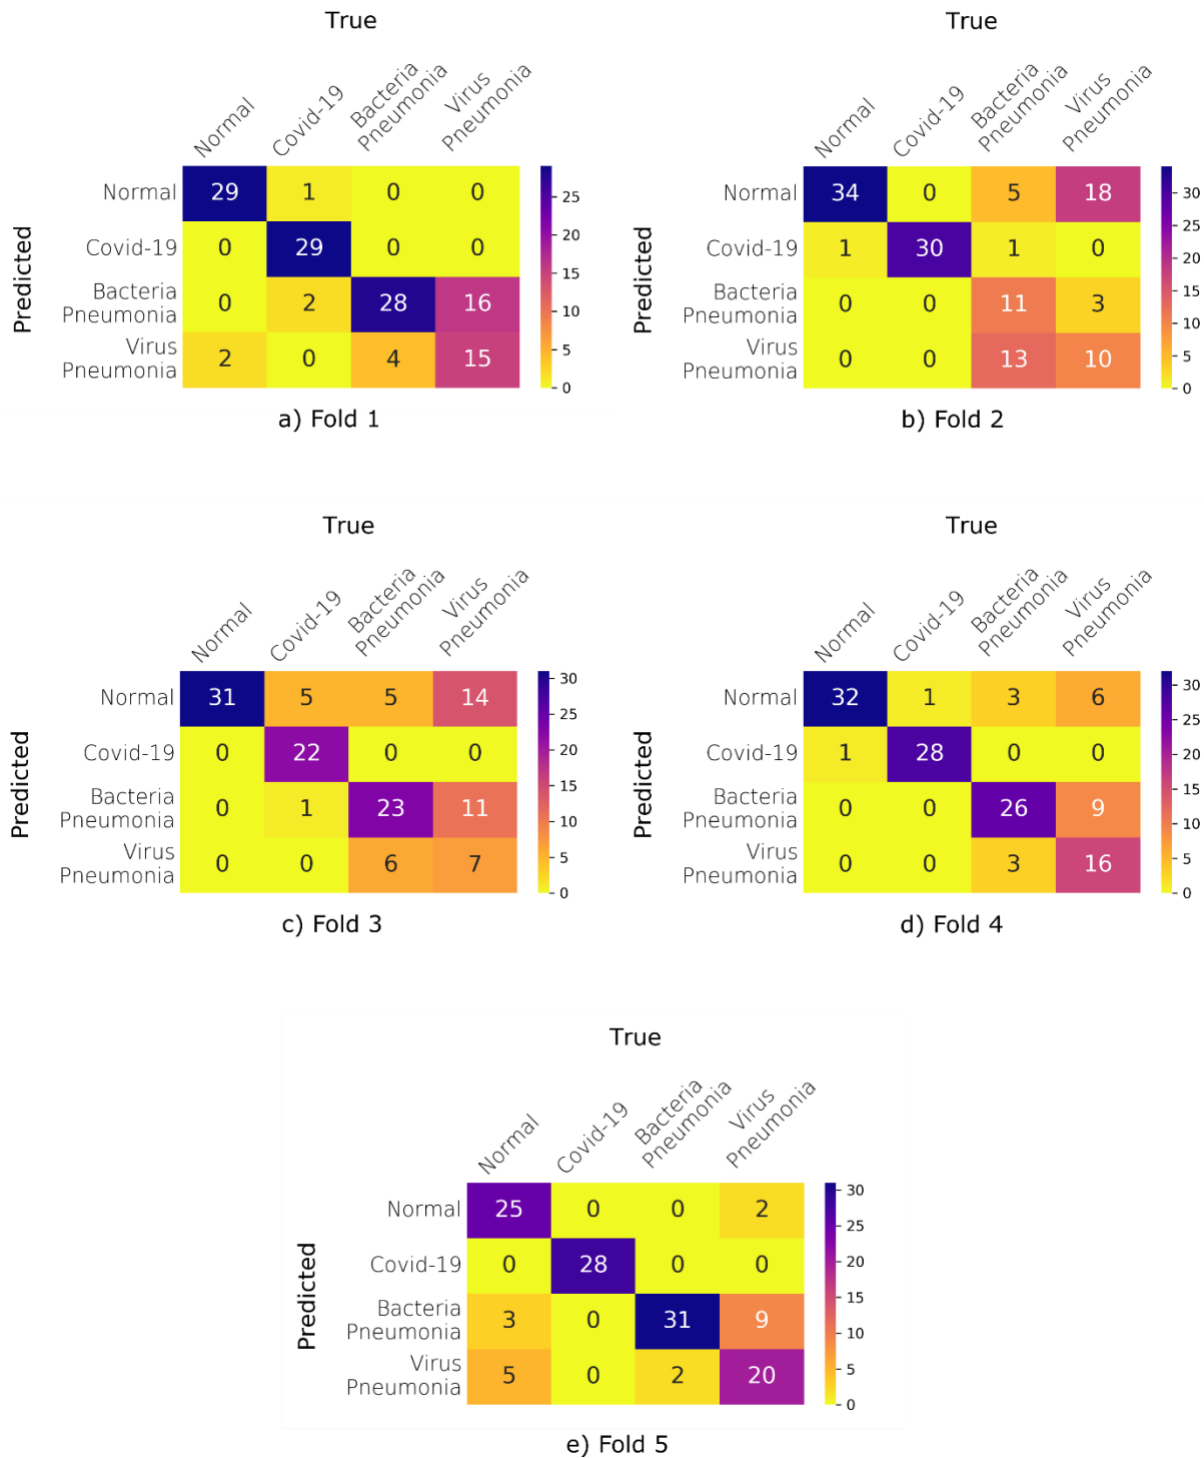 True
Normal
Covid-19
Bacteria
Pneumonia
Virus
Pneumonia
Predicted
Normal 29 1 0 0
Covid-19 0 29 0 0
Bacteria
Pneumonia 0 2 28 16
Virus
Pneumonia 2 0 4 15
25
20
15
10
5
0
a) Fold 1
True
Normal
Covid-19
Bacteria
Pneumonia
Virus
Pneumonia
Predicted
Normal 34 0 5 18
Covid-19 1 30 1 0
Bacteria
Pneumonia 0 0 11 3
Virus
Pneumonia 0 0 13 10
30
25
20
15
10
5
0
b) Fold 2
True
Normal
Covid-19
Bacteria
Pneumonia
Virus
Pneumonia
Predicted
Normal 31 5 5 14
Covid-19 0 22 0 0
Bacteria
Pneumonia 0 1 23 11
Virus
Pneumonia 0 0 6 7
30
25
20
15
10
5
0
c) Fold 3
True
Normal
Covid-19
Bacteria
Pneumonia
Virus
Pneumonia
Predicted
Normal 32 1 3 6
Covid-19 1 28 0 0
Bacteria
Pneumonia 0 0 26 9
Virus
Pneumonia 0 0 3 16
30
25
20
15
10
5
0
d) Fold 4
True
Normal
Covid-19
Bacteria
Pneumonia
Virus
Pneumonia
Predicted
Normal 25 0 0 2
Covid-19 0 28 0 0
Bacteria
Pneumonia 3 0 31 9
Virus
Pneumonia 5 0 2 20
30
25
20
15
10
5
0
e) Fold 5